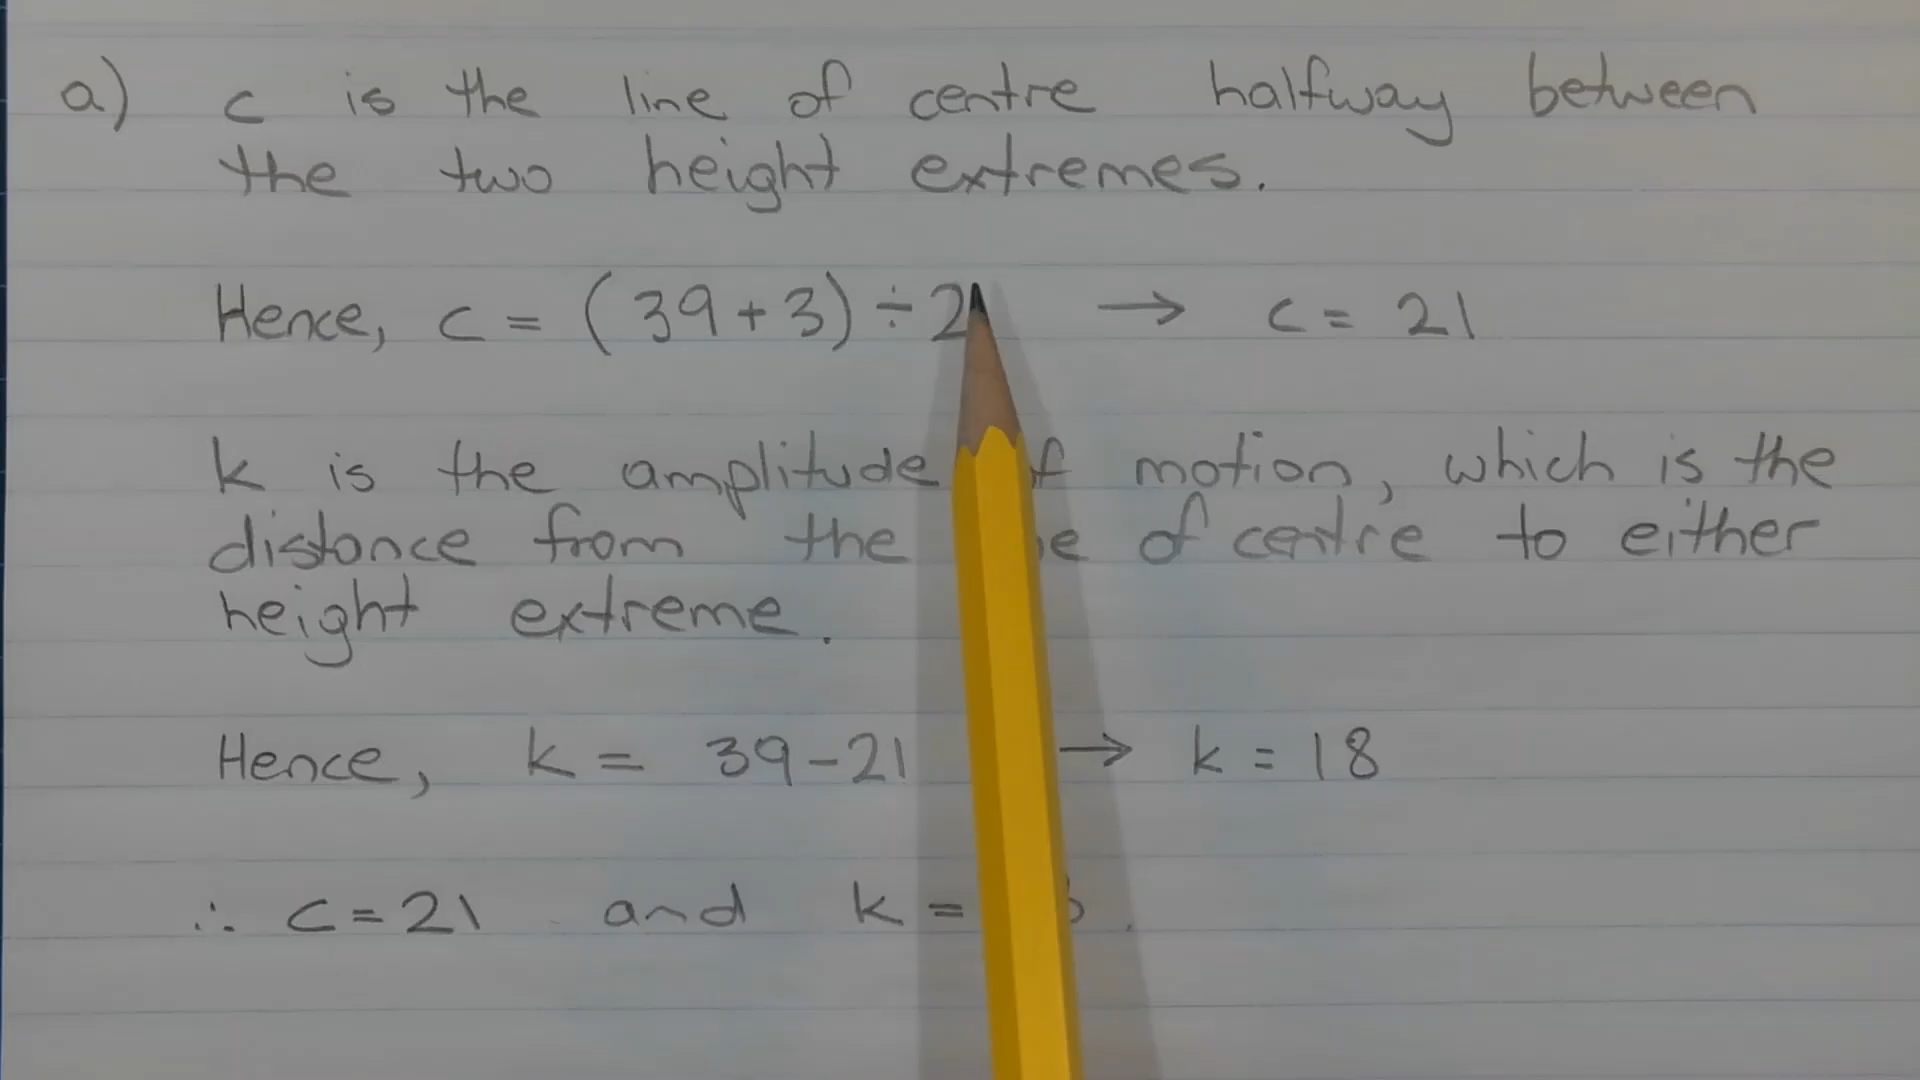 a) c is the line of centre halfway between
the two height extremes.
Hence, c = (39+3) ÷ 2 → c = 21
k is the amplitude motion, which is the
distance from the of centre to either
height extreme.
Hence, k = 39-21 → k = 18
∴ c = 21 and k =